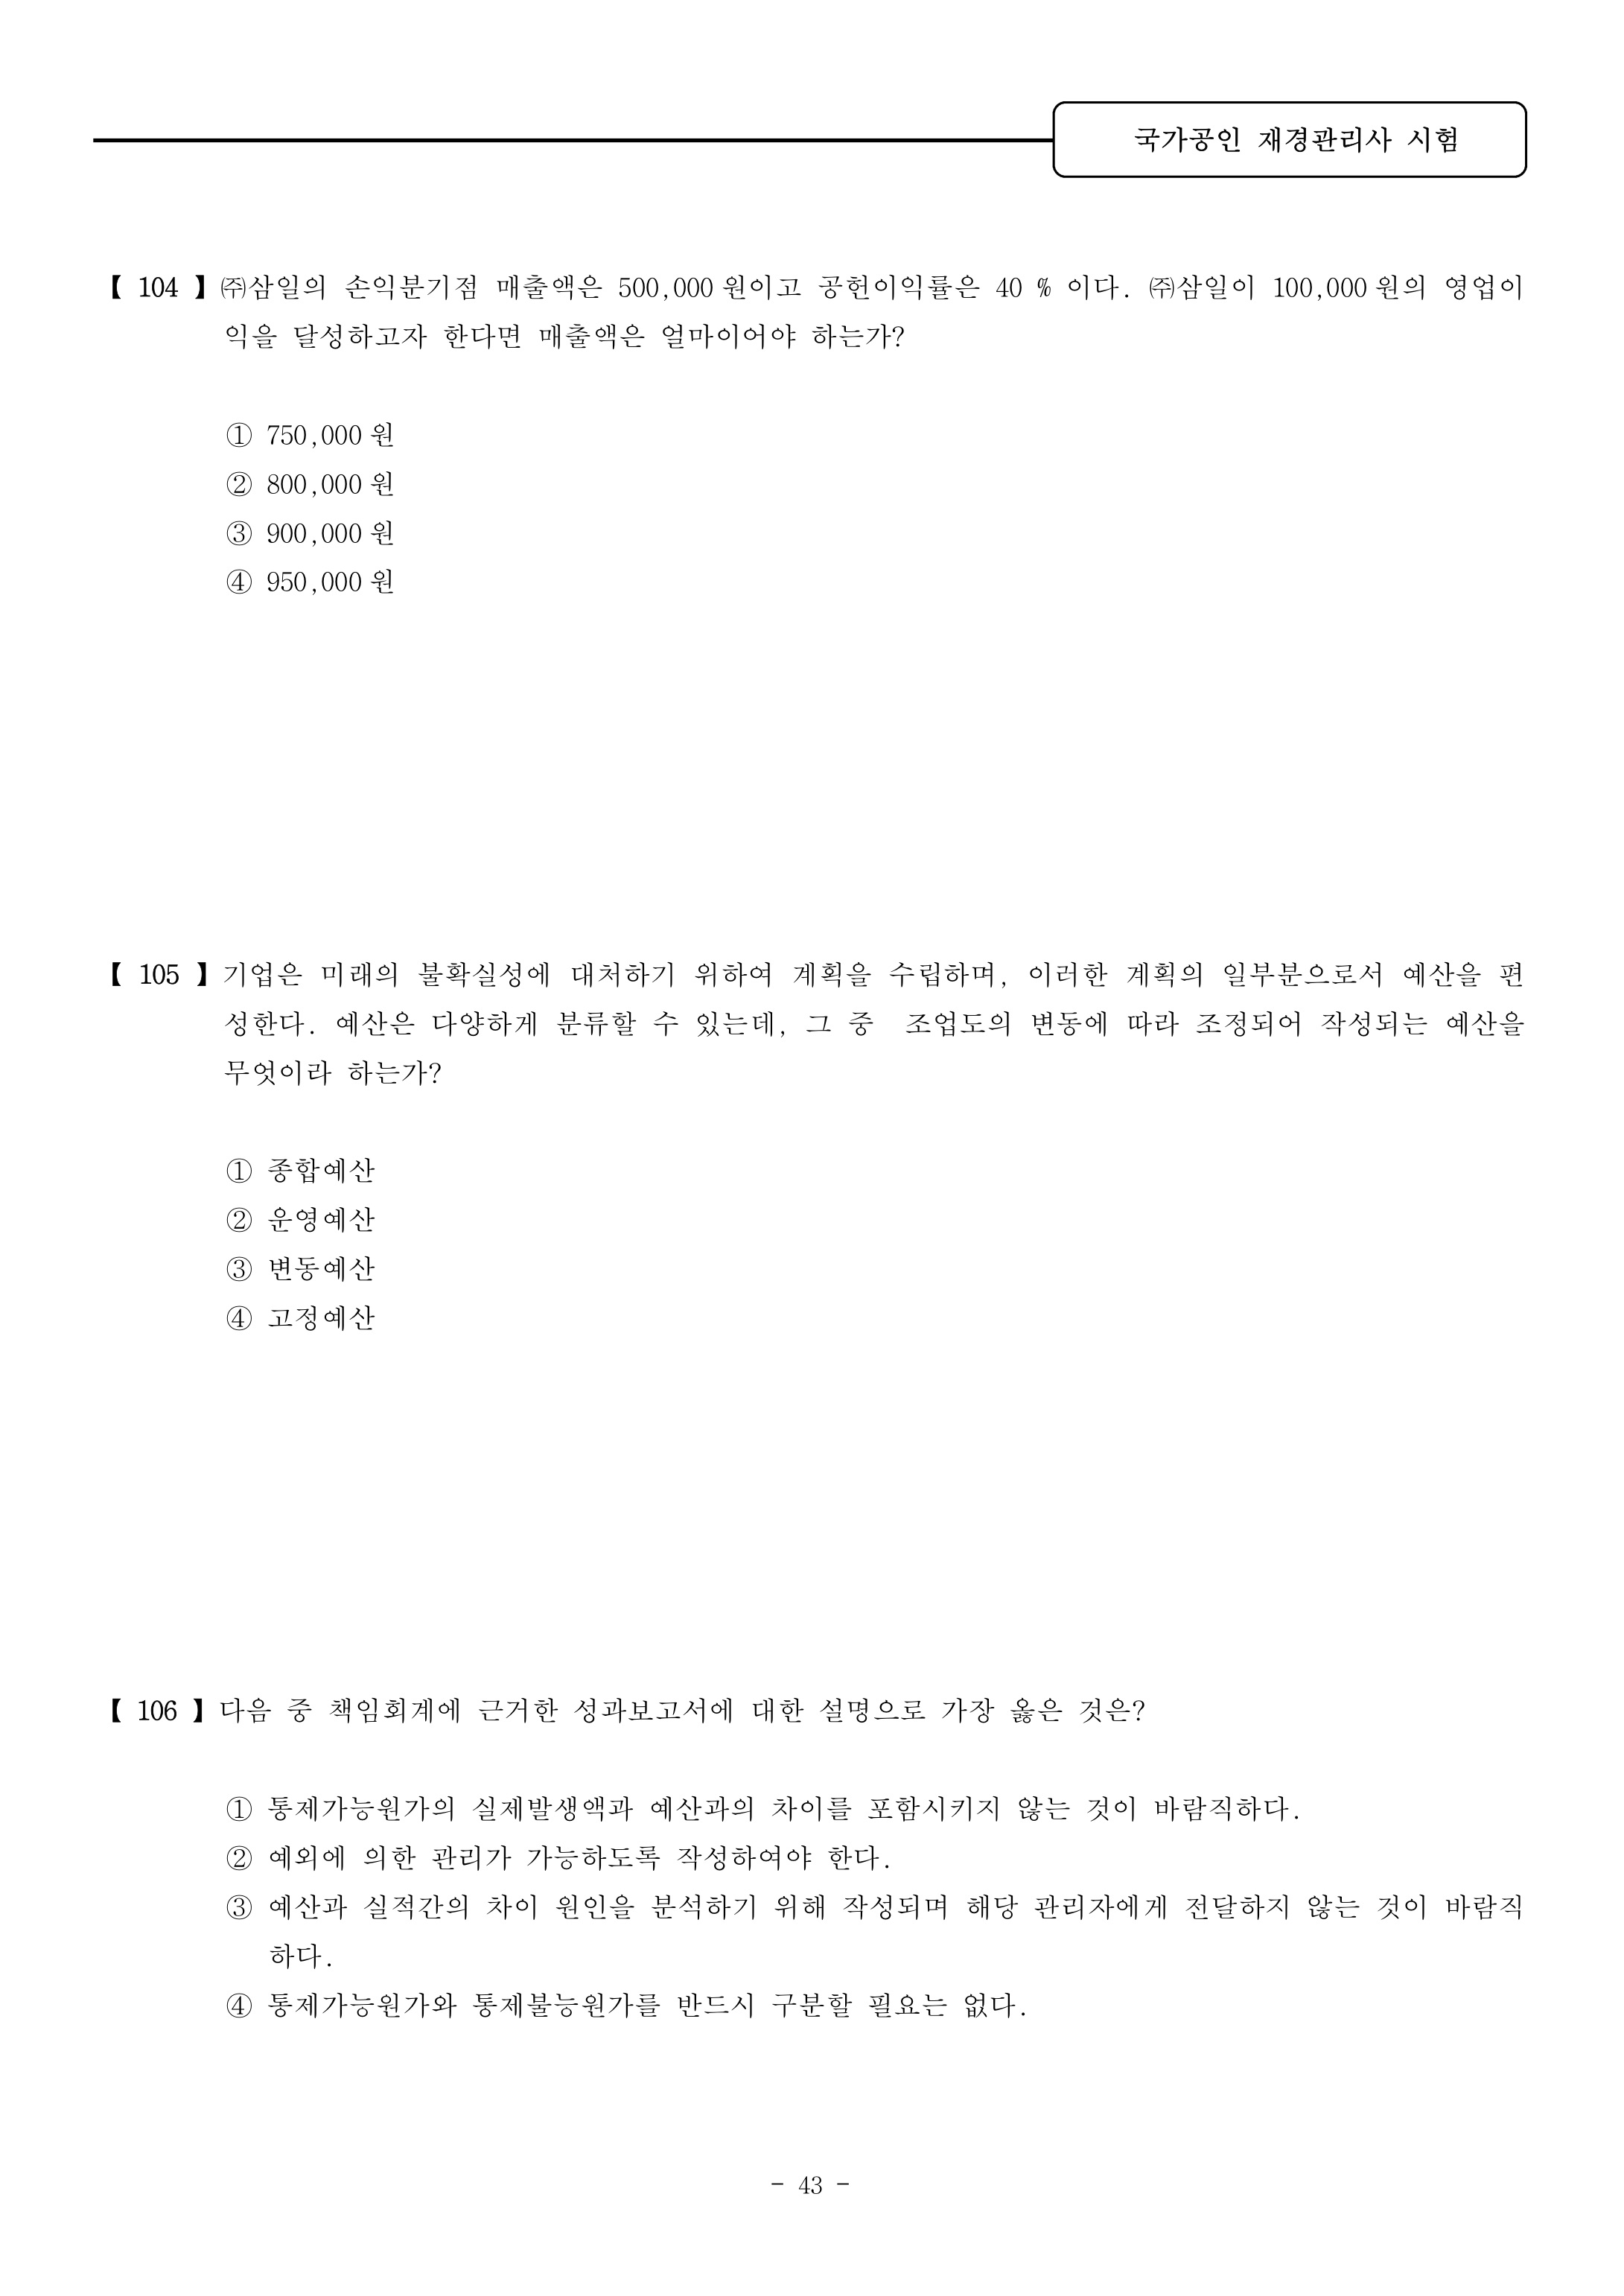 국가공인 재경관리사 시험
【 104 】㈜삼일의 손익분기점 매출액은 500,000원이고 공헌이익률은 40 % 이다. ㈜삼일이 100,000원의 영업이
익을 달성하고자 한다면 매출액은 얼마이어야 하는가?
① 750,000원
② 800,000원
③ 900,000원
④ 950,000원
【 105 】기업은 미래의 불확실성에 대처하기 위하여 계획을 수립하며, 이러한 계획의 일부분으로서 예산을 편
성한다. 예산은 다양하게 분류할 수 있는데, 그 중 조업도의 변동에 따라 조정되어 작성되는 예산을
무엇이라 하는가?
① 종합예산
② 운영예산
③ 변동예산
④ 고정예산
【 106 】다음 중 책임회계에 근거한 성과보고서에 대한 설명으로 가장 옳은 것은?
① 통제가능원가의 실제발생액과 예산과의 차이를 포함시키지 않는 것이 바람직하다.
② 예외에 의한 관리가 가능하도록 작성하여야 한다.
③ 예산과 실적간의 차이 원인을 분석하기 위해 작성되며 해당 관리자에게 전달하지 않는 것이 바람직
하다.
④ 통제가능원가와 통제불능원가를 반드시 구분할 필요는 없다.
- 43 -